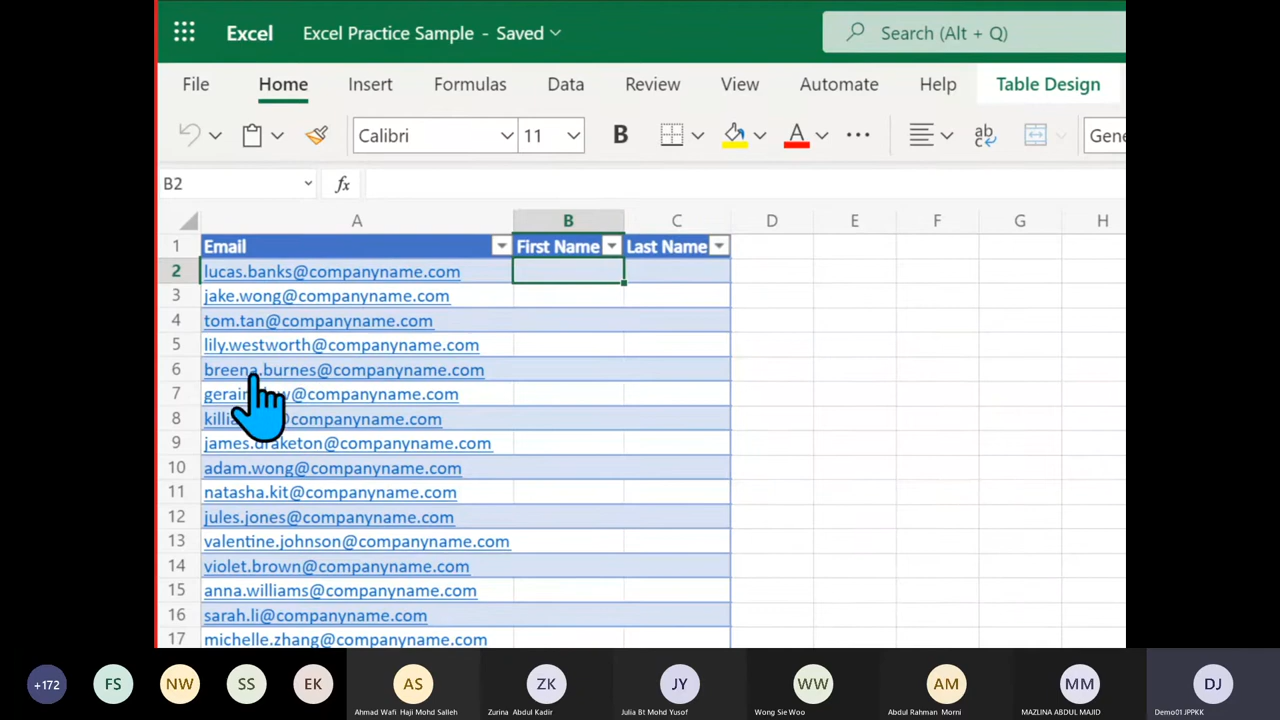 Excel Excel Practice Sample - Saved Search (Alt + Q)
File Home Insert Formulas Data Review View Automate Help Table Design
Calibri 11 B A ab c Gene
B2 fx
A B C D E F G H
1 Email First Name Last Name
2 lucas.banks@companyname.com
3 jake.wong@companyname.com
4 tom.tan@companyname.com
5 lily.westworth@companyname.com
6 breena.burnes@companyname.com
7 @companyname.com
8 @companyname.com
9 james.draketon@companyname.com
10 adam.wong@companyname.com
11 natasha.kit@companyname.com
12 jules.jones@companyname.com
13 valentine.johnson@companyname.com
14 violet.brown@companyname.com
15 anna.williams@companyname.com
16 sarah.li@companyname.com
17 michelle.zhang@companyname.com
+172 FS NW SS EK AS ZK JY WW AM MM DJ
Ahmad Wafi Haji Mohd Salleh Zurina Abdul Kadir Julia Bt Mohd Yusof Wong Sie Woo Abdul Rahman Morni MAZLINA ABDUL MAJID Demo01 JPPKK